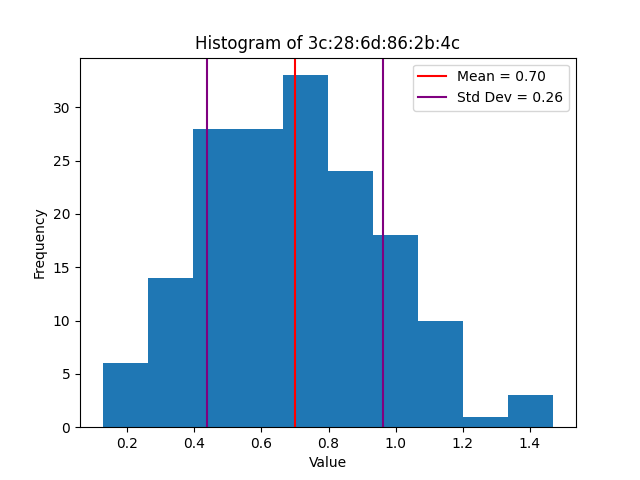 Histogram of 3c:28:6d:86:2b:4c
Mean = 0.70
Std Dev = 0.26
30
25
20
15
10
5
0
Frequency
0.2 0.4 0.6 0.8 1.0 1.2 1.4
Value